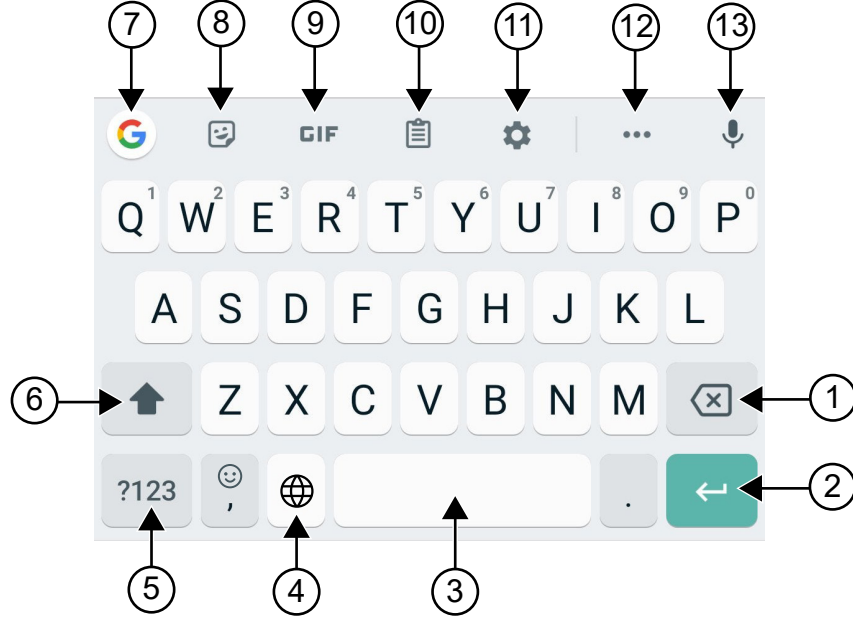 7 8 9 10 11 12 13
G GIF
Q1 W2 E3 R4 T5 Y6 U7 I8 O9 P0
A S D F G H J K L
6 Z X C V B N M 1
?123 , . 2
5 4 3